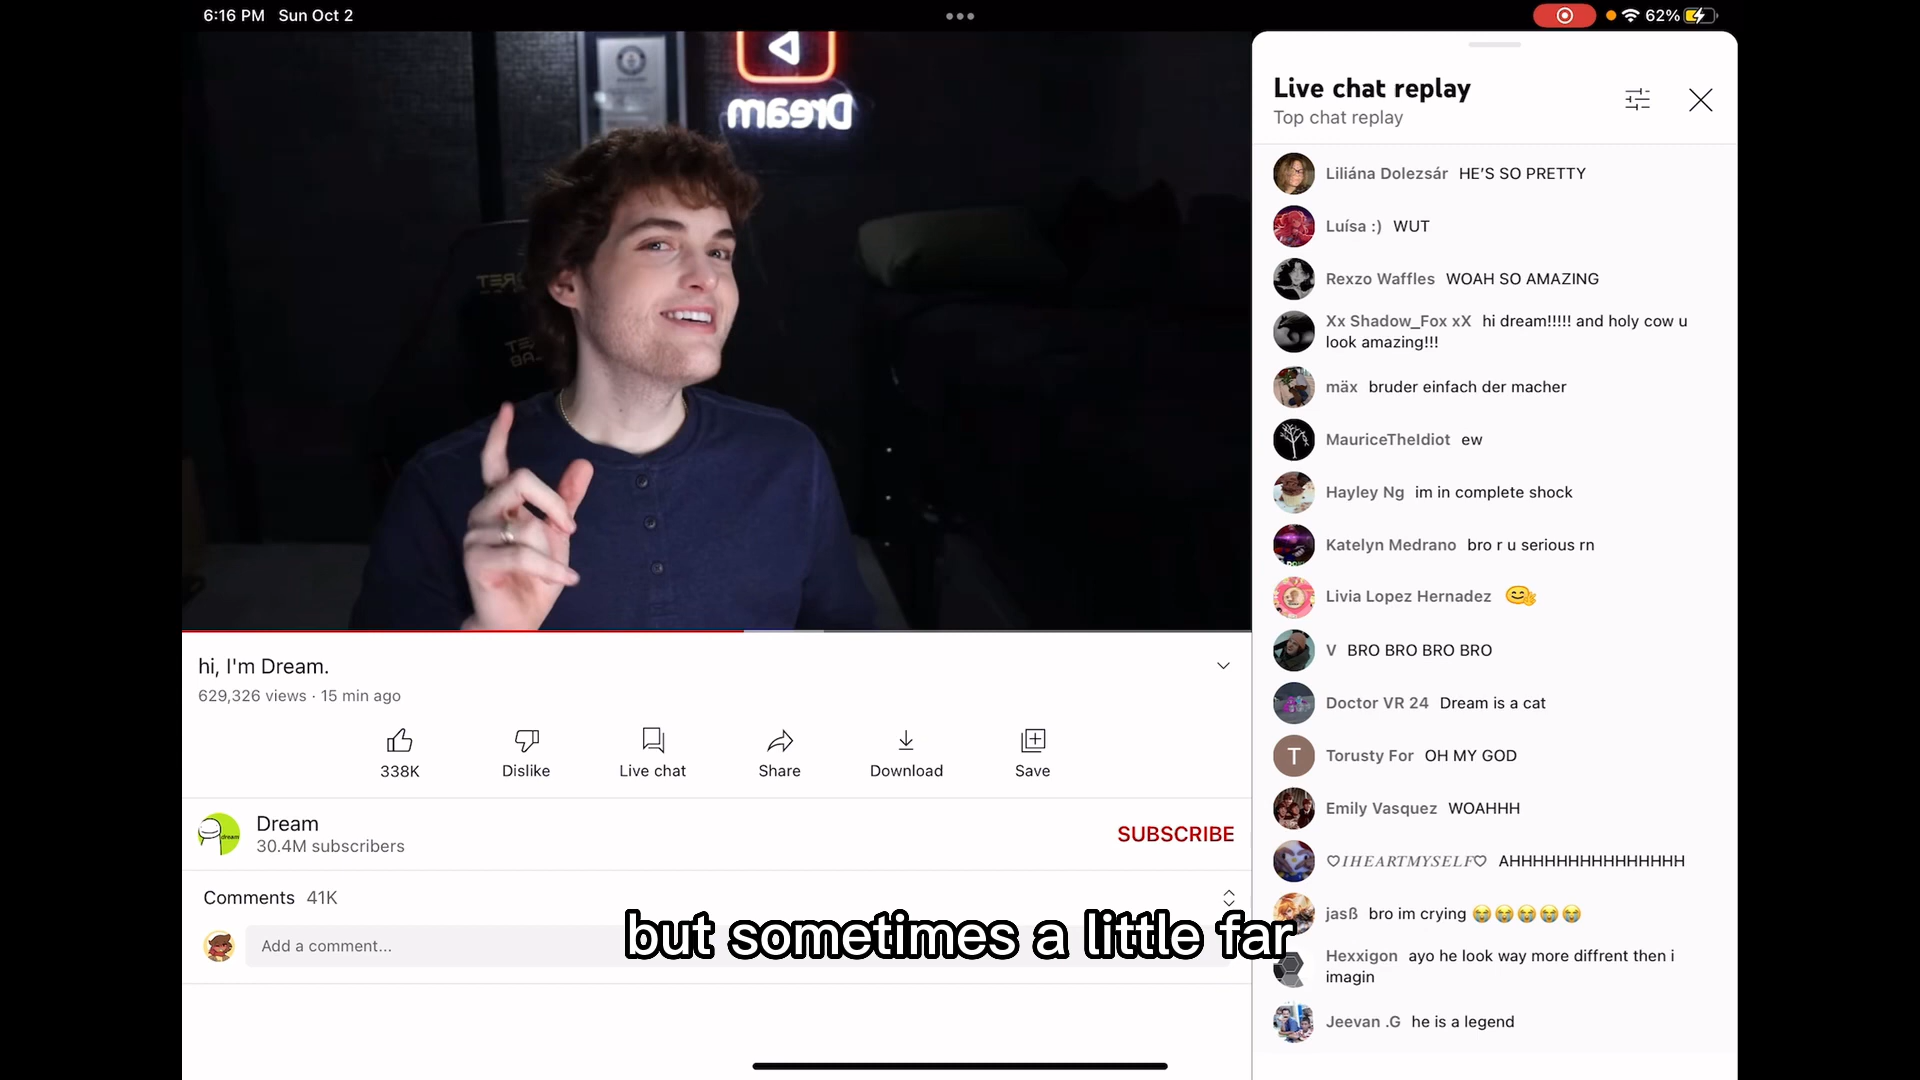 6:16 PM Sun Oct 2
62%
Dream
Live chat replay
Top chat replay
Liliána Dolezsár HE'S SO PRETTY
Luísa :) WUT
Rexzo Waffles WOAH SO AMAZING
Xx Shadow_Fox xX hi dream!!!!! and holy cow u
look amazing!!!
mäx bruder einfach der macher
MauriceTheIdiot ew
Hayley Ng im in complete shock
Katelyn Medrano bro r u serious rn
Livia Lopez Hernadez 🤗
V BRO BRO BRO BRO
Doctor VR 24 Dream is a cat
T Torusty For OH MY GOD
Emily Vasquez WOAHHH
♡𝐼𝐻𝐸𝐴𝑅𝑇𝑀𝑌𝑆𝐸𝐿𝐹♡ AHHHHHHHHHHHHHHH
jasß bro im crying 😭😭😭😭😭
Hexxigon ayo he look way more diffrent then i
imagin
Jeevan .G he is a legend
hi, I'm Dream.
629,326 views · 15 min ago
338K Dislike Live chat Share Download Save
dream
Dream
30.4M subscribers
SUBSCRIBE
Comments 41K
Add a comment...
but sometimes a little far